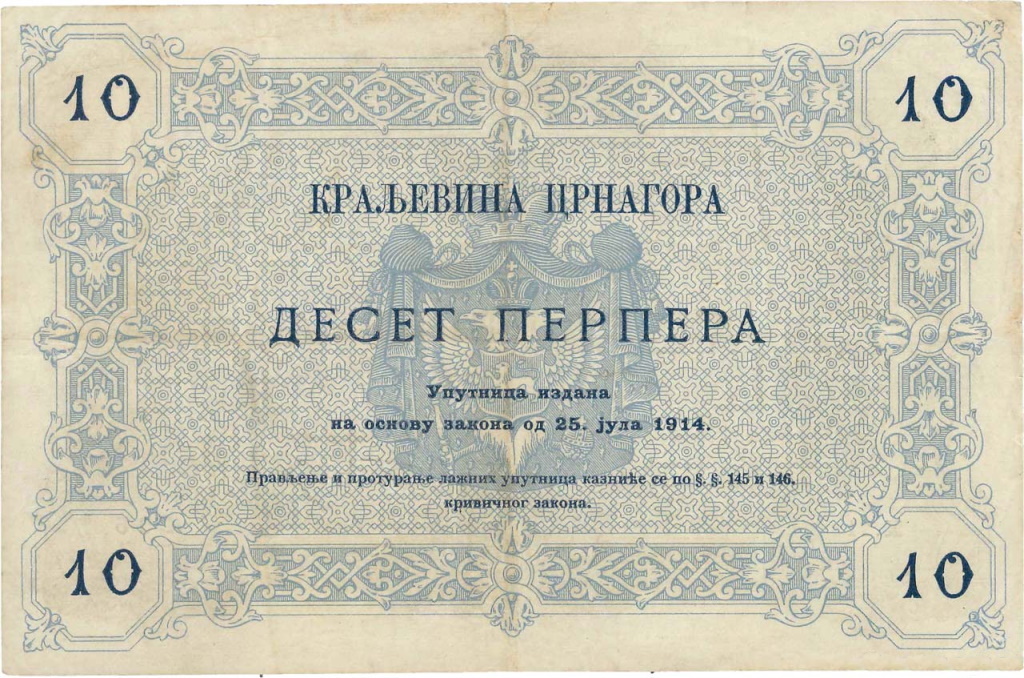 10 10
КРАЉЕВИНА ЦРНАГОРА
ДЕСЕТ ПЕРПЕРА
Упутница издана
на основу закона од 25. јула 1914.
Прављење и протурање лажних упутница казниће се по §. §. 145 и 146.
кривичног закона.
10 10